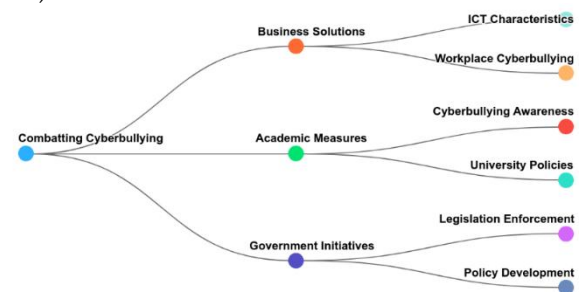 ICT Characteristics
Business Solutions
Workplace Cyberbullying
Cyberbullying Awareness
Combatting Cyberbullying
Academic Measures
University Policies
Legislation Enforcement
Government Initiatives
Policy Development